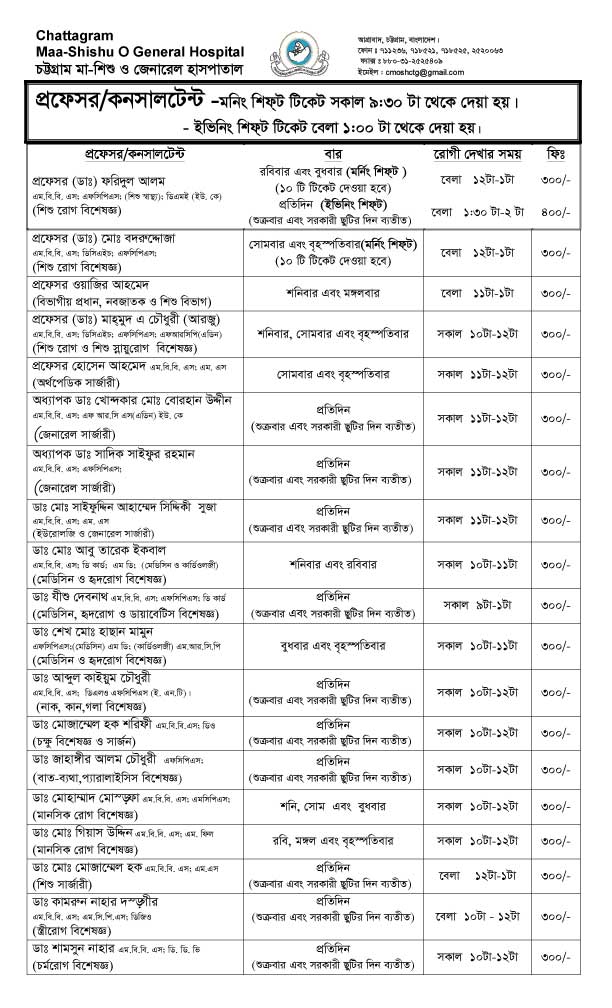 Chattagram
Maa-Shishu O General Hospital
চট্টগ্রাম মা-শিশু ও জেনারেল হাসপাতাল
আগ্রাবাদ, চট্টগ্রাম, বাংলাদেশ।
ফোন : ৭১১২৩৬, ৭১৮৫২১, ৭১৮৫২৫, ২৫২০০৬৩
ফ্যাক্স : ৮৮০-৩১-২৫২৫৪০৯
ইমেইল : cmoshctg@gmail.com
প্রফেসর/কনসালটেন্ট -মনিং শিফ্ট টিকেট সকাল ৯:৩০ টা থেকে দেয়া হয়।
- ইভিনিং শিফ্ট টিকেট বেলা ১:০০ টা থেকে দেয়া হয়।
প্রফেসর/কনসালটেন্ট বার রোগী দেখার সময় ফিঃ
প্রফেসর (ডাঃ) ফরিদুল আলম
এম.বি.বি. এস; এফসিপিএস; (শিশু স্বাস্থ্য); ডিএমই (ইউ. কে)
(শিশু রোগ বিশেষজ্ঞ)
রবিবার এবং বুধবার (মর্নিং শিফ্ট )
(১০ টি টিকেট দেওয়া হবে)
প্রতিদিন (ইভিনিং শিফ্ট)
(শুক্রবার এবং সরকারী ছুটির দিন ব্যতীত)
বেলা ১২টা-১টা ৩০০/-
বেলা ১:৩০ টা-২ টা ৪০০/-
প্রফেসর (ডাঃ) মোঃ বদরুদ্দোজা
এম.বি.বি. এস; ডিসিএইচ; এফসিপিএস;
(শিশু রোগ বিশেষজ্ঞ)
সোমবার এবং বৃহস্পতিবার(মর্নিং শিফ্ট)
(১০ টি টিকেট দেওয়া হবে)
বেলা ১২টা-১টা ৩০০/-
প্রফেসর ওয়াজির আহমেদ
(বিভাগীয় প্রধান, নবজাতক ও শিশু বিভাগ)
শনিবার এবং মঙ্গলবার বেলা ১১টা-১টা ৩০০/-
প্রফেসর (ডাঃ) মাহ্মুদ এ চৌধুরী (আরজু)
এম.বি.বি. এস; ডিসিএইচ; এফসিপিএস; এফআরসিপি(এডিন)
(শিশু রোগ ও শিশু স্নায়ুরোগ বিশেষজ্ঞ)
শনিবার, সোমবার এবং বৃহস্পতিবার সকাল ১০টা-১২টা ৩০০/-
প্রফেসর হোসেন আহমেদ এম.বি.বি. এস; এম. এস
(অর্থপেডিক সার্জারী)
সোমবার এবং বৃহস্পতিবার সকাল ১১টা-১২টা ৩০০/-
অধ্যাপক ডাঃ খোন্দকার মোঃ বোরহান উদ্দীন
এম.বি.বি. এস; এফ আর.সি এস(এডিন) ইউ. কে
(জেনারেল সার্জারী)
প্রতিদিন
(শুক্রবার এবং সরকারী ছুটির দিন ব্যতীত)
সকাল ১১টা-১২টা ৩০০/-
অধ্যাপক ডাঃ সাদিক সাইফুর রহমান
এম.বি.বি. এস; এফসিপিএস;
(জেনারেল সার্জারী)
প্রতিদিন
(শুক্রবার এবং সরকারী ছুটির দিন ব্যতীত)
সকাল ১১টা-১২টা ৩০০/-
ডাঃ মোঃ সাইফুদ্দিন আহাম্মেদ সিদ্দিকী সুজা
এম.বি.বি. এস; এম. এস
(ইউরোলজি ও জেনারেল সার্জারী)
প্রতিদিন
(শুক্রবার এবং সরকারী ছুটির দিন ব্যতীত)
সকাল ১১টা-১২টা ৩০০/-
ডাঃ মোঃ আবু তারেক ইকবাল
এম.বি.বি. এস; ডি কার্ড; এম ডি; (মেডিসিন ও কার্ডিওলজী)
(মেডিসিন ও হৃদরোগ বিশেষজ্ঞ)
শনিবার এবং রবিবার সকাল ১০টা-১১টা ৩০০/-
ডাঃ যীশু দেবনাথ এম.বি.বি. এস; এফসিপিএস; ডি কার্ড
(মেডিসিন, হৃদরোগ ও ডায়াবেটিস বিশেষজ্ঞ)
প্রতিদিন
(শুক্রবার এবং সরকারী ছুটির দিন ব্যতীত)
সকাল ৯টা-১টা ৩০০/-
ডাঃ শেখ মোঃ হাছান মামুন
এফসিপিএস;(মেডিসিন) এম ডি; (কার্ডিওলজী) এম.আর.সি.পি
(মেডিসিন ও হৃদরোগ বিশেষজ্ঞ)
বুধবার এবং বৃহস্পতিবার সকাল ১০টা-১১টা ৩০০/-
ডাঃ আব্দুল কাইয়ুম চৌধুরী
এম.বি.বি. এস; ডিএলও এফসিপিএস (ই. এন.টি)।
(নাক, কান,গলা বিশেষজ্ঞ)
প্রতিদিন
(শুক্রবার এবং সরকারী ছুটির দিন ব্যতীত)
সকাল ১০টা-১২টা ৩০০/-
ডাঃ মোজাম্মেল হক শরিফী এম.বি.বি.এস; ডিও
(চক্ষু বিশেষজ্ঞ ও সার্জন)
প্রতিদিন
(শুক্রবার এবং সরকারী ছুটির দিন ব্যতীত)
সকাল ১০টা-১২টা ৩০০/-
ডাঃ জাহাঙ্গীর আলম চৌধুরী এফসিপিএস;
(বাত-ব্যথা,প্যারালাইসিস বিশেষজ্ঞ)
প্রতিদিন
(শুক্রবার এবং সরকারী ছুটির দিন ব্যতীত)
সকাল ১০টা-১২টা ৩০০/-
ডাঃ মোহাম্মাদ মোস্তফা এম.বি.বি. এস; এমসিপিএস;
(মানসিক রোগ বিশেষজ্ঞ)
শনি, সোম এবং বুধবার সকাল ১০টা-১২টা ৩০০/-
ডাঃ মোঃ গিয়াস উদ্দিন এম.বি.বি. এস; এম. ফিল
(মানসিক রোগ বিশেষজ্ঞ)
রবি, মঙ্গল এবং বৃহস্পতিবার সকাল ১০টা-১২টা ৩০০/-
ডাঃ মোঃ মোজাম্মেল হক এম.বি.বি. এস; এম.এস
(শিশু সার্জারী)
প্রতিদিন
(শুক্রবার এবং সরকারী ছুটির দিন ব্যতীত)
বেলা ১২টা-১টা ৩০০/-
ডাঃ কামরুন নাহার দস্তগীর
এম.বি.বি. এস; এম.সি.পি.এস; ডিজিও
(স্ত্রীরোগ বিশেষজ্ঞ)
প্রতিদিন
(শুক্রবার এবং সরকারী ছুটির দিন ব্যতীত)
বেলা ১০টা - ১২টা ৩০০/-
ডাঃ শামসুন নাহার এম.বি.বি. এস; ডি. ডি. ভি
(চর্মরোগ বিশেষজ্ঞ)
প্রতিদিন
(শুক্রবার এবং সরকারী ছুটির দিন ব্যতীত)
সকাল ১০টা-১২টা ৩০০/-